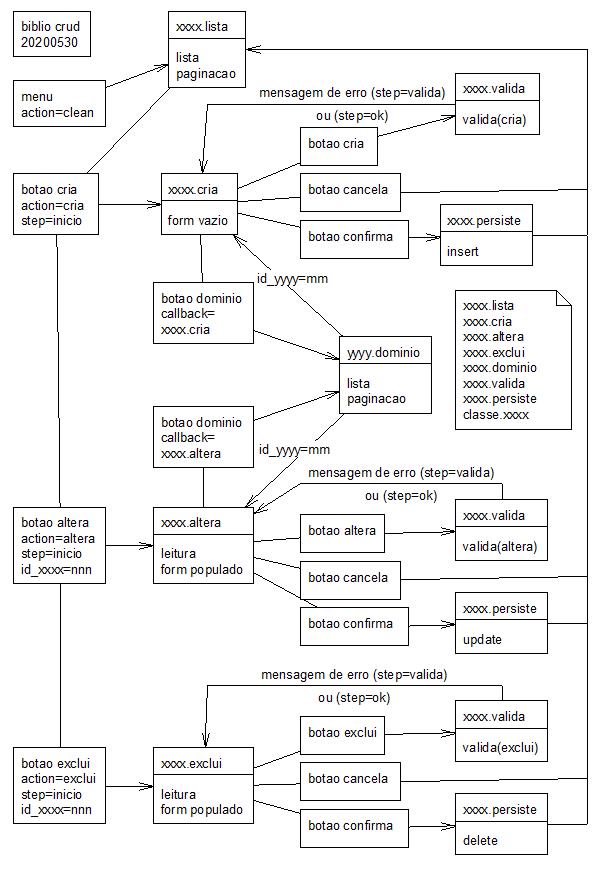 biblio crud
20200530
xxxx.lista
lista
paginacao
menu
action=clean
mensagem de erro (step=valida)
ou (step=ok)
xxxx.valida
valida(cria)
botao cria
action=cria
step=inicio
xxxx.cria
form vazio
botao cria
botao cancela
botao confirma
xxxx.persiste
insert
id_yyyy=mm
botao dominio
callback=
xxxx.cria
yyyy.dominio
lista
paginacao
xxxx.lista
xxxx.cria
xxxx.altera
xxxx.exclui
xxxx.dominio
xxxx.valida
xxxx.persiste
classe.xxxx
botao dominio
callback=
xxxx.altera
id_yyyy=mm
mensagem de erro (step=valida)
ou (step=ok)
botao altera
action=altera
step=inicio
id_xxxx=nnn
xxxx.altera
leitura
form populado
botao altera
botao cancela
botao confirma
xxxx.valida
valida(altera)
xxxx.persiste
update
mensagem de erro (step=valida)
ou (step=ok)
botao exclui
action=exclui
step=inicio
id_xxxx=nnn
xxxx.exclui
leitura
form populado
botao exclui
botao cancela
botao confirma
xxxx.valida
valida(exclui)
xxxx.persiste
delete